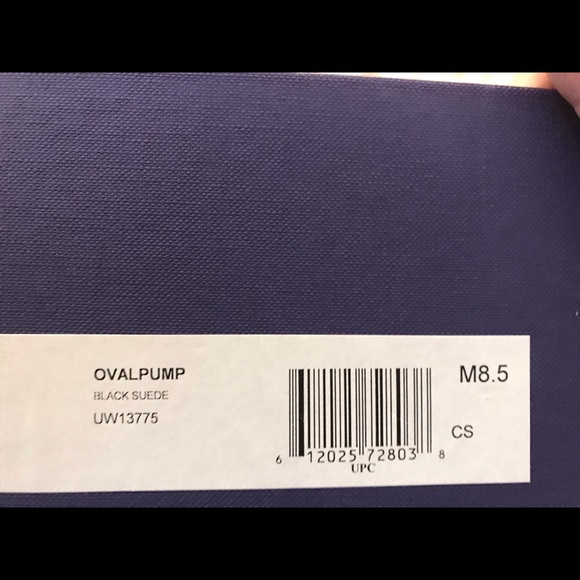 OVALPUMP
BLACK SUEDE
UW13775
M8.5
CS
6 12025 72803 8
UPC